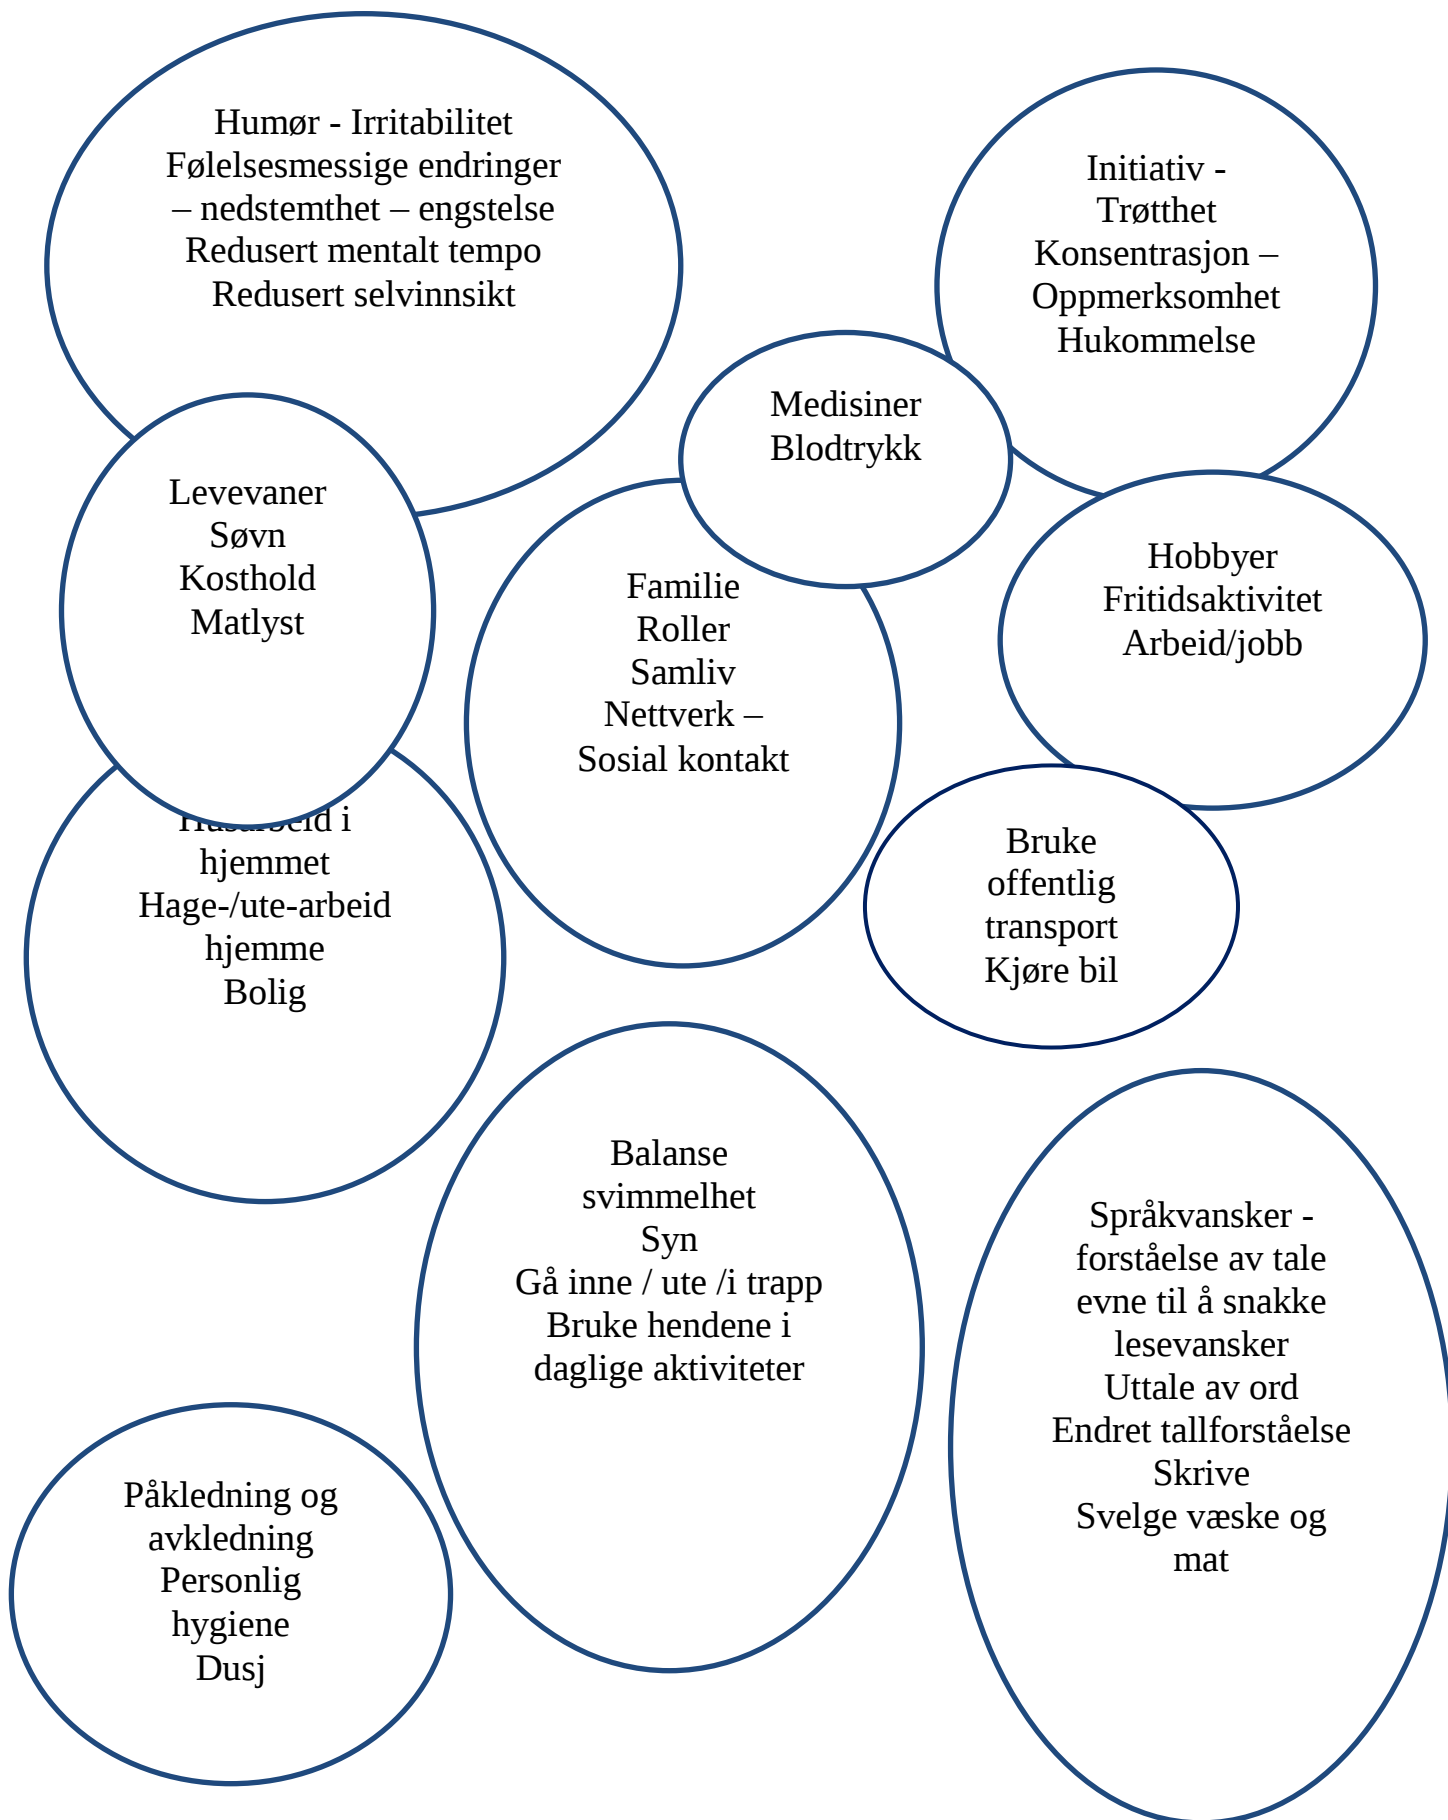 Humør - Irritabilitet
Følelsesmessige endringer
– nedstemthet – engstelse
Redusert mentalt tempo
Redusert selvinnsikt
Initiativ -
Trøtthet
Konsentrasjon –
Oppmerksomhet
Hukommelse
Medisiner
Blodtrykk
Levevaner
Søvn
Kosthold
Matlyst
Familie
Roller
Samliv
Nettverk –
Sosial kontakt
Hobbyer
Fritidsaktivitet
Arbeid/jobb
Husarbeid i
hjemmet
Hage-/ute-arbeid
hjemme
Bolig
Bruke
offentlig
transport
Kjøre bil
Balanse
svimmelhet
Syn
Gå inne / ute /i trapp
Bruke hendene i
daglige aktiviteter
Språkvansker -
forståelse av tale
evne til å snakke
lesevansker
Uttale av ord
Endret tallforståelse
Skrive
Svelge væske og
mat
Påkledning og
avkledning
Personlig
hygiene
Dusj